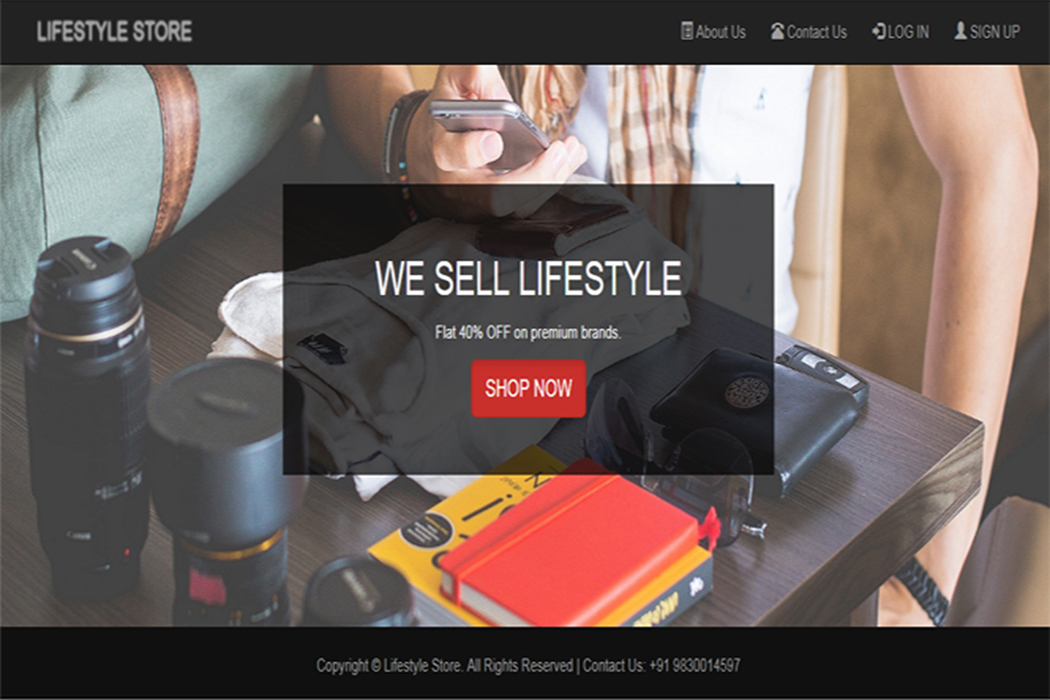 LIFESTYLE STORE
About Us Contact Us LOG IN SIGN UP
WE SELL LIFESTYLE
Flat 40% OFF on premium brands.
SHOP NOW
Copyright © Lifestyle Store. All Rights Reserved | Contact Us: +91 9830014597